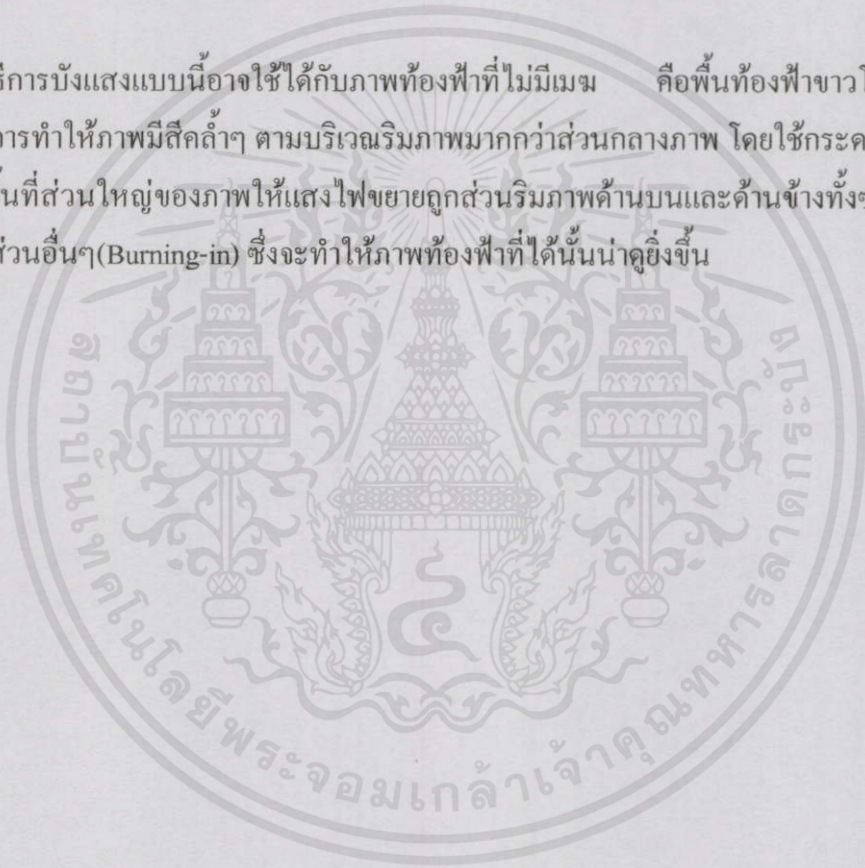 ธีการบังแสงแบบนี้อาจใช้ได้กับภาพท้องฟ้าที่ไม่มีเมฆ คือพื้นท้องฟ้าขาวโ
การทำให้ภาพมีสีคล้ำๆ ตามบริเวณริมภาพมากกว่าส่วนกลางภาพ โดยใช้กระด
นที่ส่วนใหญ่ของภาพให้แสงไฟขยายถูกส่วนริมภาพด้านบนและด้านข้างทั้ง
ส่วนอื่นๆ(Burning-in) ซึ่งจะทำให้ภาพท้องฟ้าที่ได้นั้นน่าดูยิ่งขึ้น
สถาบันเทคโนโลยีพระจอมเกล้าเจ้าคุณทหารลาดกระบัง
๔